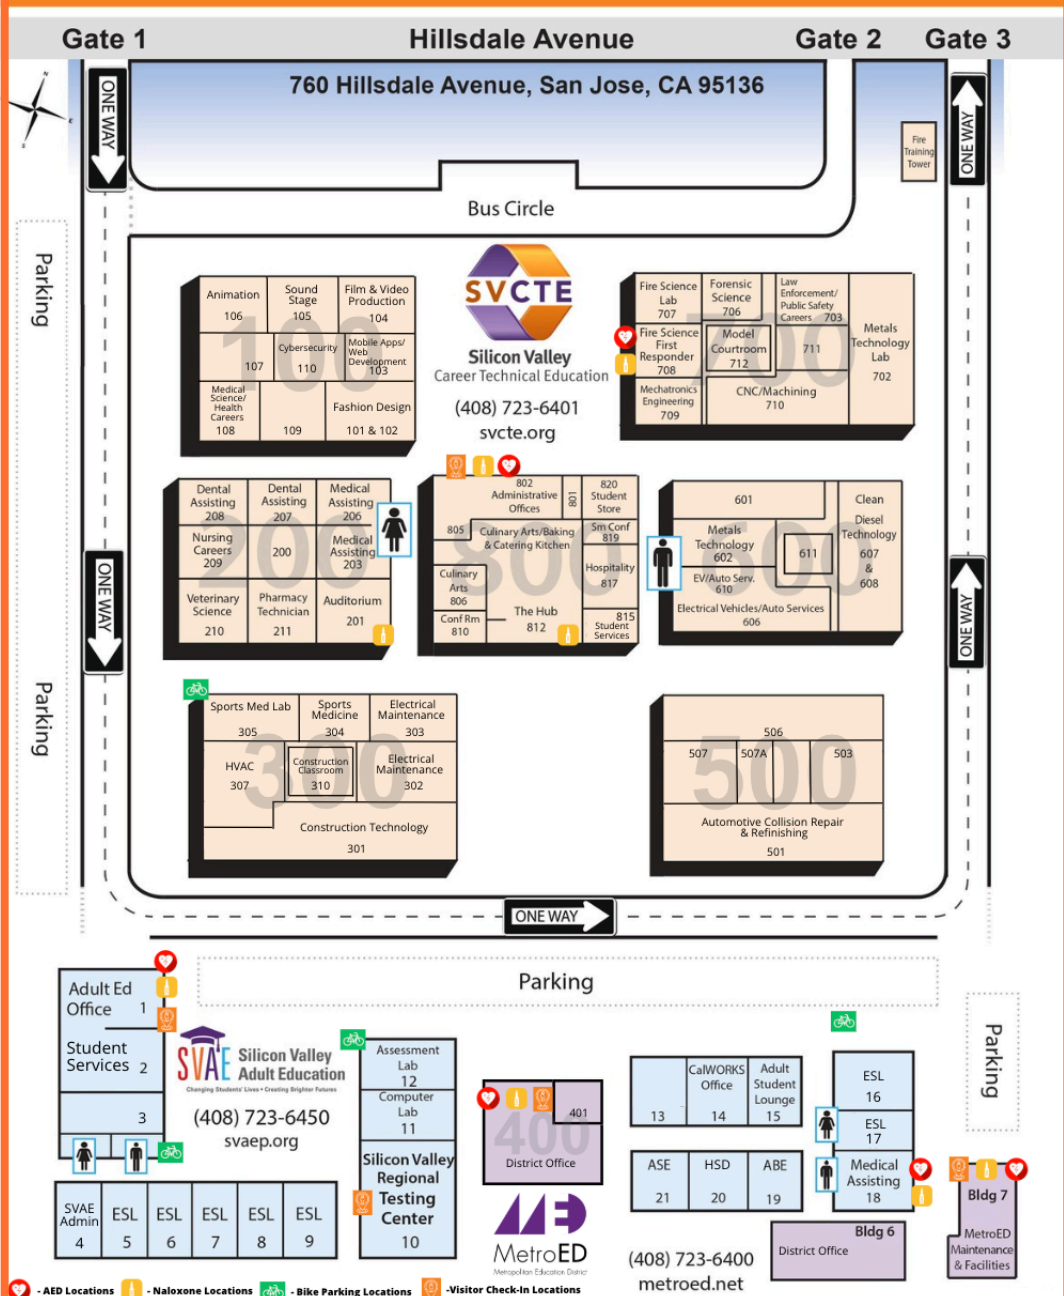 Gate 1
Hillsdale Avenue
Gate 2
Gate 3
760 Hillsdale Avenue, San Jose, CA 95136
N
E
S
ONE WAY
ONE WAY
Fire
Training
Tower
Bus Circle
Parking
Animation
106
Sound
Stage
105
Film & Video
Production
104
107
Cybersecurity
110
Mobile Apps/
Web
Development
103
Medical
Science/
Health
Careers
108
109
Fashion Design
101 & 102
100
SVCTE
Silicon Valley
Career Technical Education
(408) 723-6401
svcte.org
Fire Science
Lab
707
Forensic
Science
706
Law
Enforcement/
Public Safety
Careers 703
Fire Science
First
Responder
708
Model
Courtroom
712
711
Metals
Technology
Lab
702
Mechatronics
Engineering
709
CNC/Machining
710
700
Dental
Assisting
208
Dental
Assisting
207
Medical
Assisting
206
Nursing
Careers
209
200
Medical
Assisting
203
Veterinary
Science
210
Pharmacy
Technician
211
Auditorium
201
200
802
Administrative
Offices
801
820
Student
Store
805
Culinary Arts/Baking
& Catering Kitchen
Sm Conf
819
Culinary
Arts
806
Hospitality
817
Conf Rm
810
The Hub
812
815
Student
Services
800
601
Clean
Diesel
Technology
607
&
608
Metals
Technology
602
611
EV/Auto Serv.
610
Electrical Vehicles/Auto Services
606
600
ONE WAY
ONE WAY
Parking
Sports Med Lab
305
Sports
Medicine
304
Electrical
Maintenance
303
HVAC
307
Construction
Classroom
310
Electrical
Maintenance
302
Construction Technology
301
300
506
507
507A
503
Automotive Collision Repair
& Refinishing
501
500
ONE WAY
Parking
Parking
Adult Ed
Office 1
Student
Services 2
3
SVAE
Silicon Valley
Adult Education
Changing Students' Lives • Creating Brighter Futures
(408) 723-6450
svaep.org
Assessment
Lab
12
Computer
Lab
11
Silicon Valley
Regional
Testing
Center
10
401
400
District Office
MetroED
Metropolitan Education District
13
CalWORKS
Office
14
Adult
Student
Lounge
15
ESL
16
ESL
17
Medical
Assisting
18
ASE
21
HSD
20
ABE
19
Bldg 7
MetroED
Maintenance
& Facilities
Bldg 6
District Office
SVAE
Admin
4
ESL
5
ESL
6
ESL
7
ESL
8
ESL
9
(408) 723-6400
metroed.net
- AED Locations
- Naloxone Locations
- Bike Parking Locations
-Visitor Check-In Locations